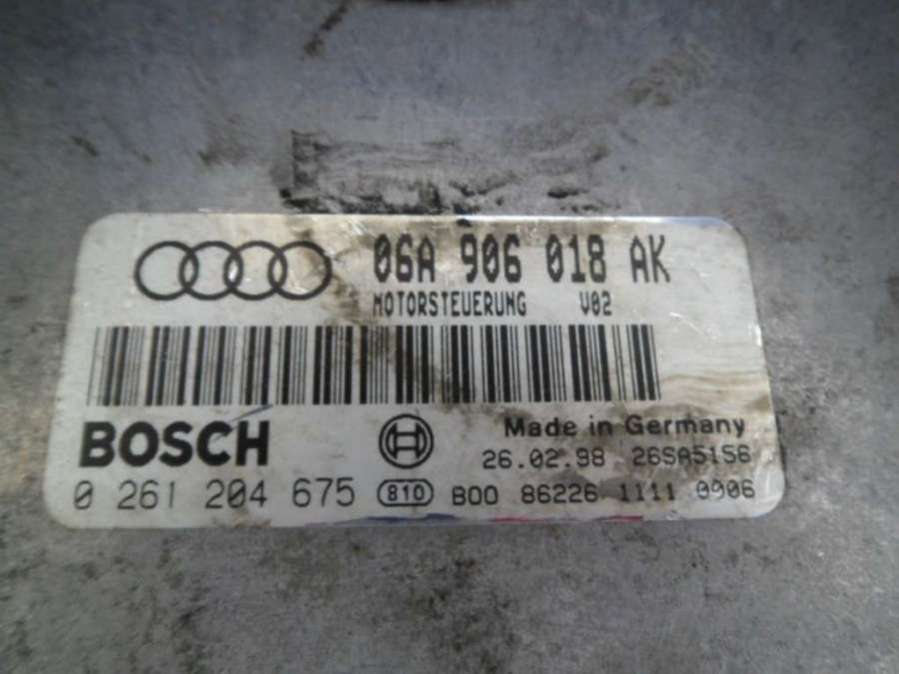 06A 906 018 AK
MOTORSTEUERUNG V02
BOSCH
Made in Germany
26.02.98 26SA5156
0 261 204 675 810 B00 86226 1111 0906